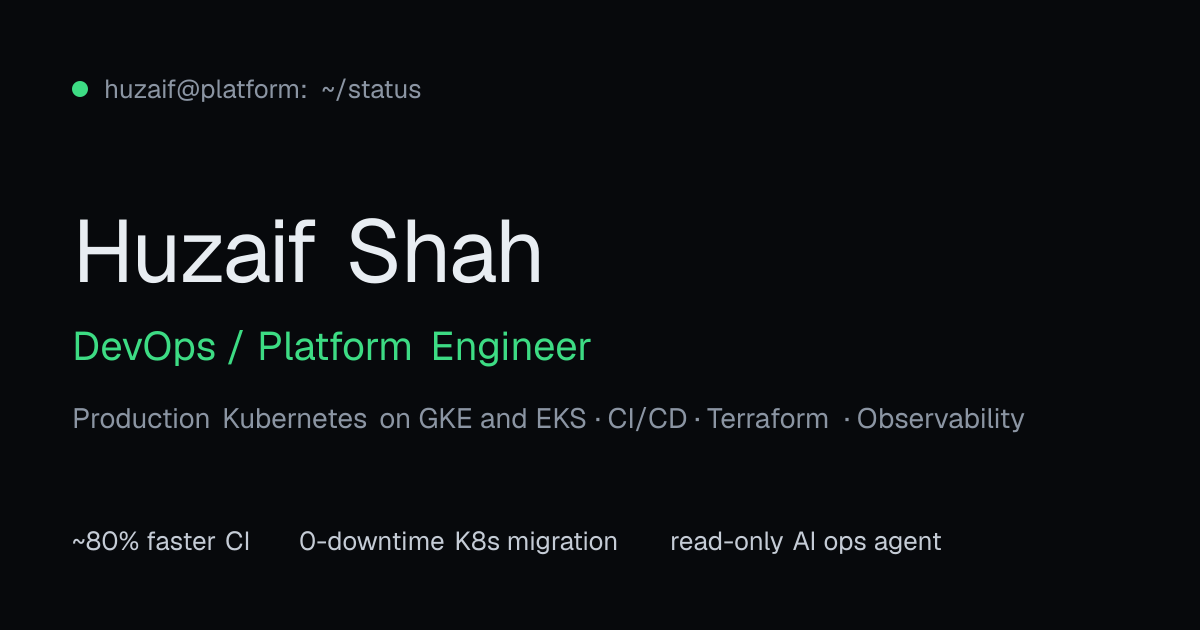 huzaif@platform: ~/status
Huzaif Shah
DevOps / Platform Engineer
Production Kubernetes on GKE and EKS · CI/CD · Terraform · Observability
~80% faster CI 0-downtime K8s migration read-only AI ops agent